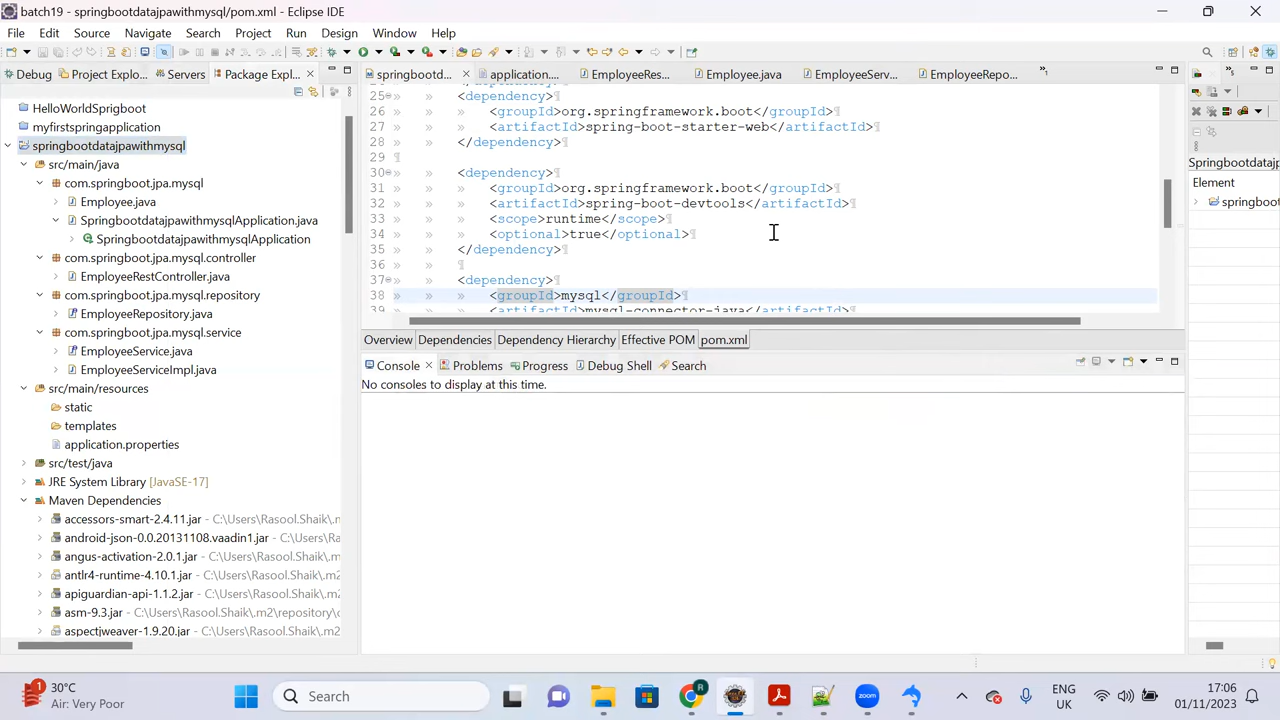 batch19 - springbootdatajpawithmysql/pom.xml - Eclipse IDE
File Edit Source Navigate Search Project Run Design Window Help
Debug Project Explo... Servers Package Expl...
springbootd... application.... EmployeeRes... Employee.java EmployeeServ... EmployeeRepo...
HelloWorldSprigboot
myfirstspringapplication
springbootdatajpawithmysql
src/main/java
com.springboot.jpa.mysql
Employee.java
SpringbootdatajpawithmysqlApplication.java
SpringbootdatajpawithmysqlApplication
com.springboot.jpa.mysql.controller
EmployeeRestController.java
com.springboot.jpa.mysql.repository
EmployeeRepository.java
com.springboot.jpa.mysql.service
EmployeeService.java
EmployeeServiceImpl.java
src/main/resources
static
templates
application.properties
src/test/java
JRE System Library [JavaSE-17]
Maven Dependencies
accessors-smart-2.4.11.jar - C:\Users\Rasool.Shaik\.m
android-json-0.0.20131108.vaadin1.jar - C:\Users\Ra
angus-activation-2.0.1.jar - C:\Users\Rasool.Shaik\.m
antlr4-runtime-4.10.1.jar - C:\Users\Rasool.Shaik\.m2
apiguardian-api-1.1.2.jar - C:\Users\Rasool.Shaik\.m2
asm-9.3.jar - C:\Users\Rasool.Shaik\.m2\repository\o
aspectjweaver-1.9.20.jar - C:\Users\Rasool.Shaik\.m2
25 » » <dependency>¶
26 » » » <groupId>org.springframework.boot</groupId>¶
27 » » » <artifactId>spring-boot-starter-web</artifactId>¶
28 » » </dependency>¶
29 ¶
30 » » <dependency>¶
31 » » » <groupId>org.springframework.boot</groupId>¶
32 » » » <artifactId>spring-boot-devtools</artifactId>¶
33 » » » <scope>runtime</scope>¶
34 » » » <optional>true</optional>¶
35 » » </dependency>¶
36 » » ¶
37 » » <dependency>¶
38 » » » <groupId>mysql</groupId>¶
39 » » » <artifactId>mysql-connector-java</artifactId>¶
Overview Dependencies Dependency Hierarchy Effective POM pom.xml
Console Problems Progress Debug Shell Search
No consoles to display at this time.
Springbootdatajp
Element
springboo
30°C
Air: Very Poor
Search
ENG
UK
17:06
01/11/2023